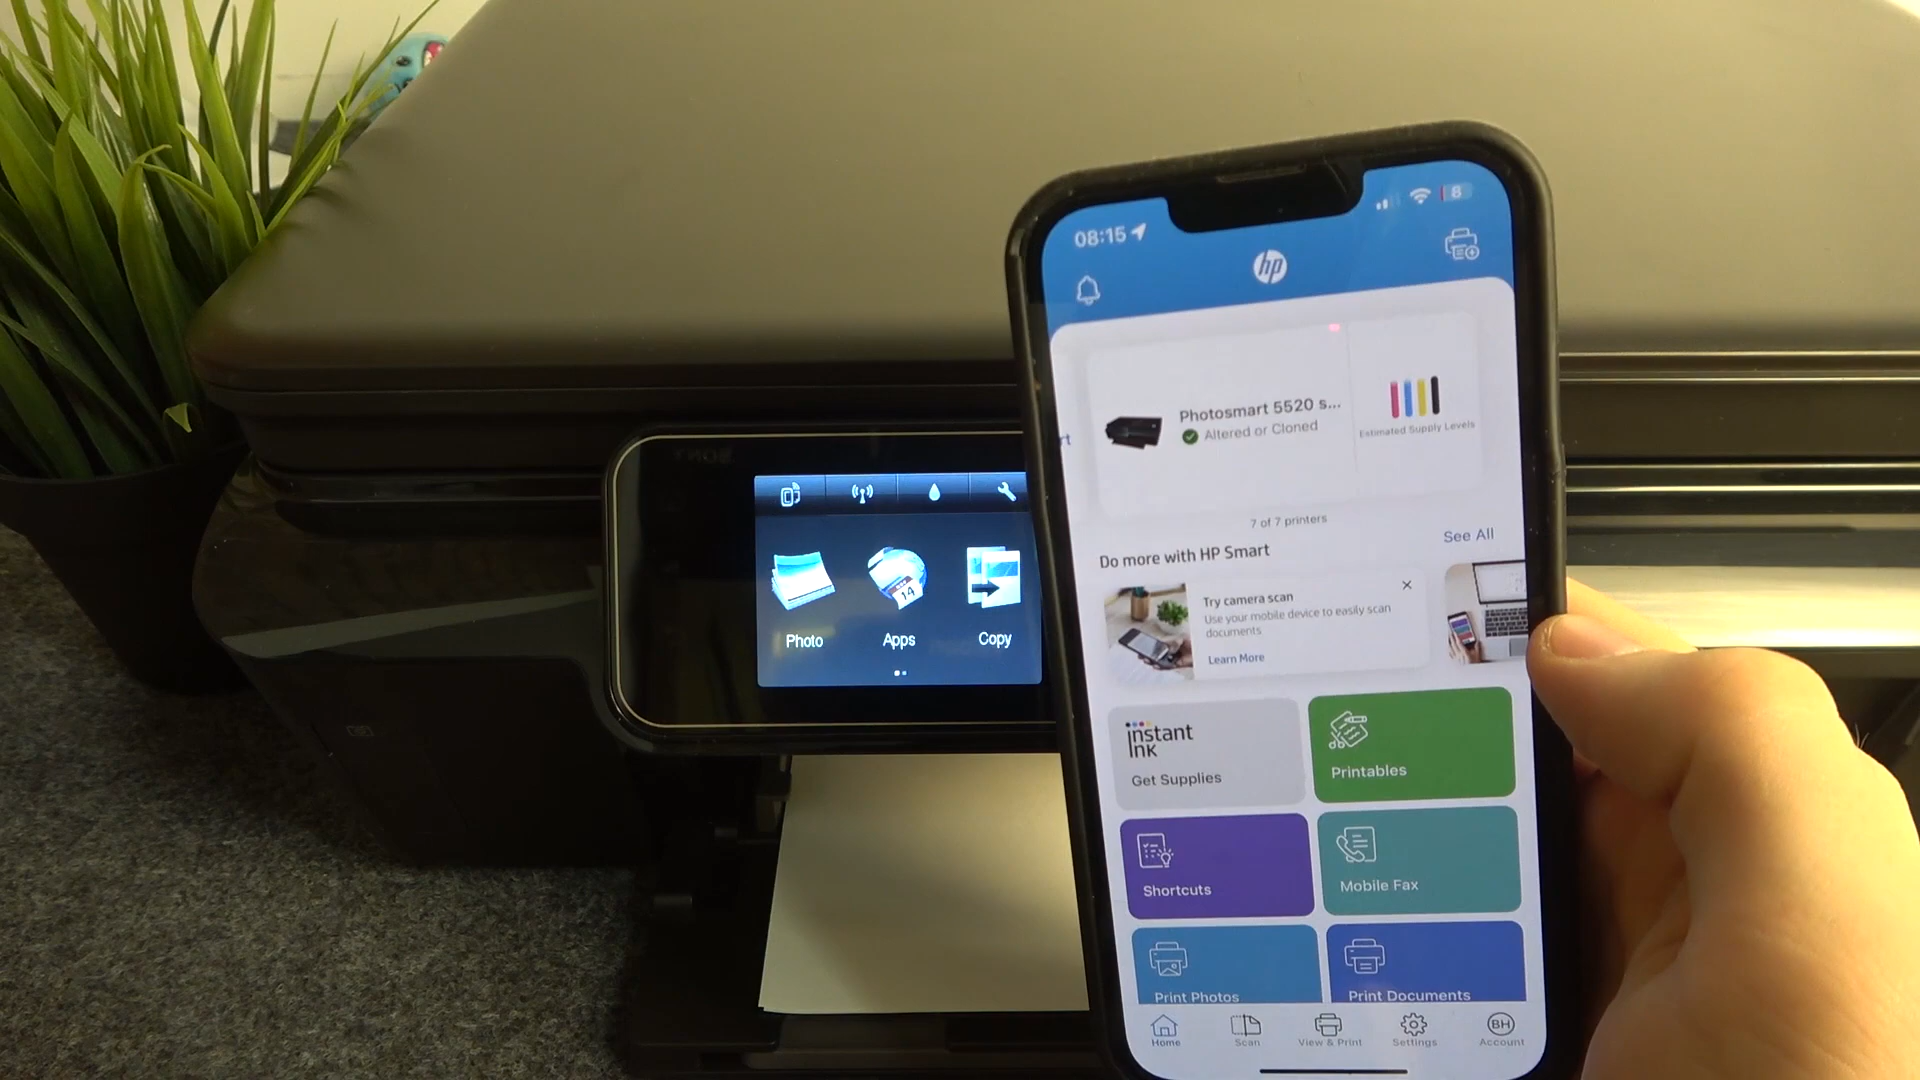 08:15
8
hp
Photosmart 5520 s...
Altered or Cloned
Estimated Supply Levels
7 of 7 printers
Do more with HP Smart
See All
Try camera scan
Use your mobile device to easily scan
documents
Learn More
instant
ink
Get Supplies
Printables
Shortcuts
Mobile Fax
Print Photos
Print Documents
Home
Scan
View & Print
Settings
BH
Account
14
Photo
Apps
Copy